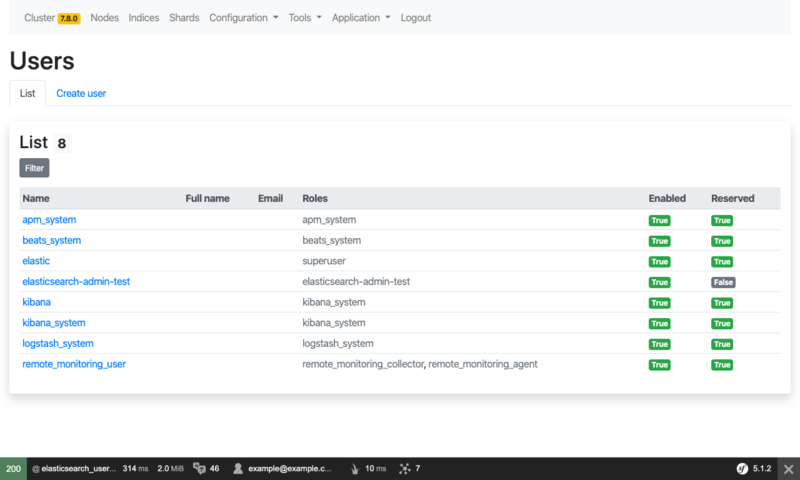 Cluster 7.8.0 Nodes Indices Shards Configuration Tools Application Logout
Users
List Create user
List 8
Filter
Name Full name Email Roles Enabled Reserved
apm_system apm_system True True
beats_system beats_system True True
elastic superuser True True
elasticsearch-admin-test elasticsearch-admin-test True False
kibana kibana_system True True
kibana_system kibana_system True True
logstash_system logstash_system True True
remote_monitoring_user remote_monitoring_collector, remote_monitoring_agent True True
200 @ elasticsearch_user... 314 ms 2.0 MiB 46 example@example.c... 10 ms 7 sf 5.1.2